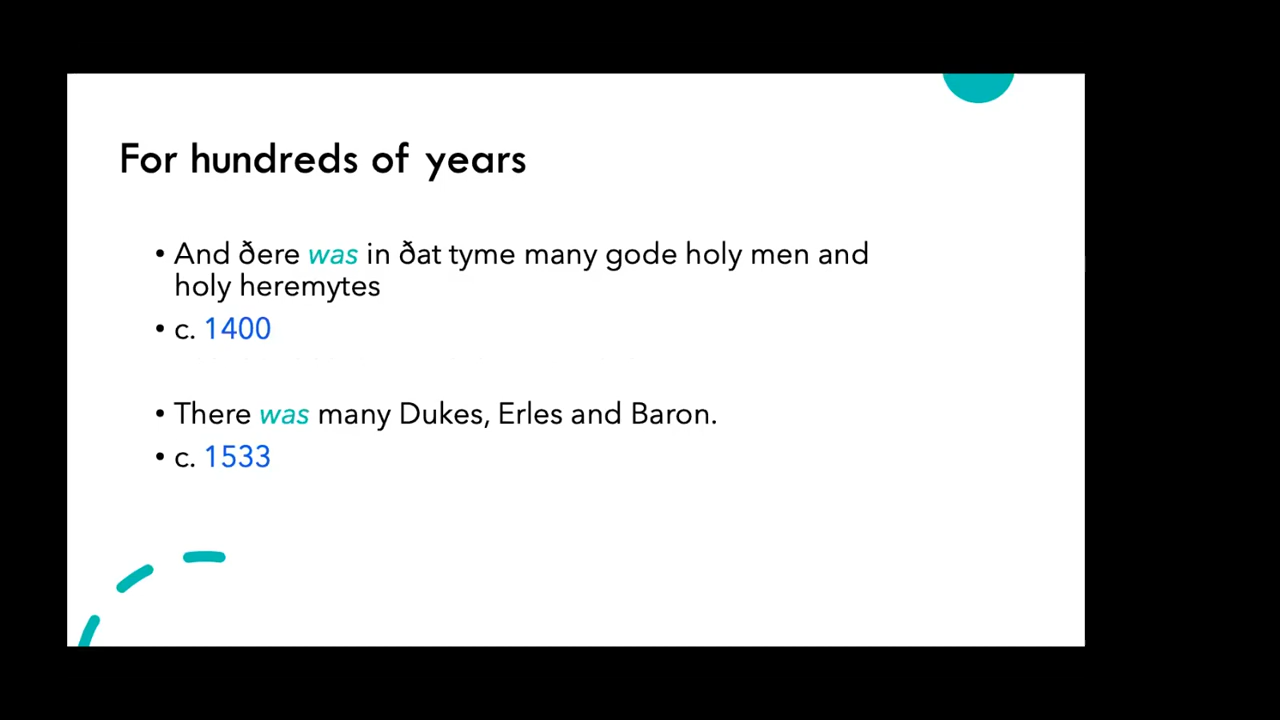 For hundreds of years
• And ðere was in ðat tyme many gode holy men and
holy heremytes
• c. 1400
• There was many Dukes, Erles and Baron.
• c. 1533